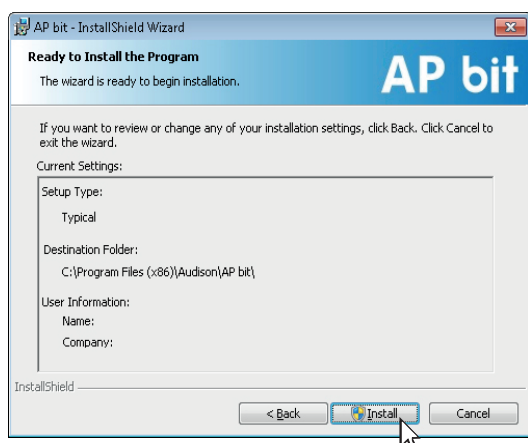 AP bit - InstallShield Wizard
Ready to Install the Program
The wizard is ready to begin installation.
AP bit
If you want to review or change any of your installation settings, click Back. Click Cancel to
exit the wizard.
Current Settings:
Setup Type:
Typical
Destination Folder:
C:\Program Files (x86)\Audison\AP bit\
User Information:
Name:
Company:
InstallShield
< Back
Install
Cancel